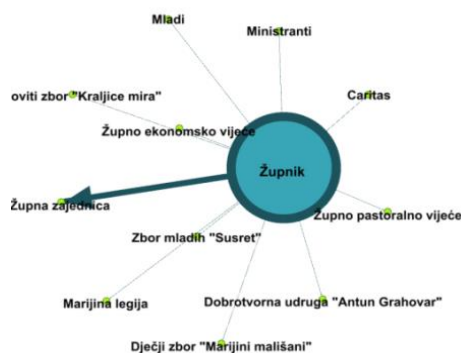 Mladi
Ministranti
oviti zbor "Kraljice mira"
Caritas
Župno ekonomsko vijeće
Župnik
Župna zajednica
Župno pastoralno vijeće
Zbor mladih "Susret"
Marijina legija
Dobrotvorna udruga "Antun Grahovar"
Dječji zbor "Marijini mališani"